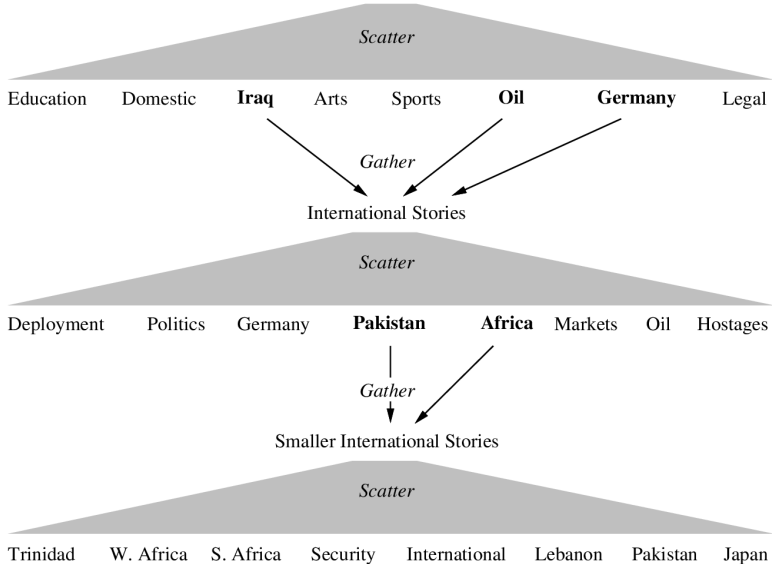 Scatter
Education Domestic Iraq Arts Sports Oil Germany Legal
Gather
International Stories
Scatter
Deployment Politics Germany Pakistan Africa Markets Oil Hostages
Gather
Smaller International Stories
Scatter
Trinidad W. Africa S. Africa Security International Lebanon Pakistan Japan